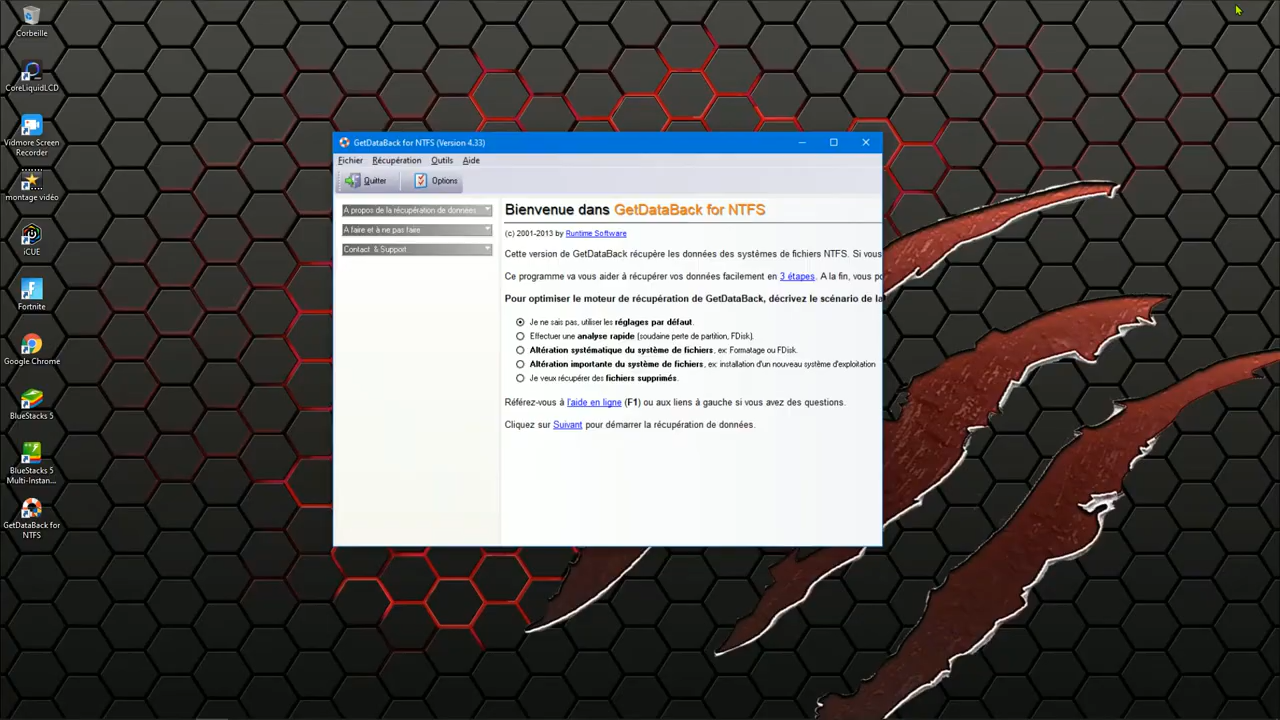 Corbeille
CoreLiquidLCD
Vidmore Screen
Recorder
montage vidéo
iCUE
Fortnite
Google Chrome
BlueStacks 5
BlueStacks 5
Multi-Instan...
GetDataBack for
NTFS
GetDataBack for NTFS (Version 4.33)
Fichier Récupération Outils Aide
Quitter Options
A propos de la récupération de données
A faire et à ne pas faire
Contact & Support
Bienvenue dans GetDataBack for NTFS
(c) 2001-2013 by Runtime Software
Cette version de GetDataBack récupère les données des systèmes de fichiers NTFS. Si vous
Ce programme va vous aider à récupérer vos données facilement en 3 étapes. A la fin, vous po
Pour optimiser le moteur de récupération de GetDataBack, décrivez le scénario de la
Je ne sais pas, utiliser les réglages par défaut.
Effectuer une analyse rapide (soudaine perte de partition, FDisk).
Altération systématique du système de fichiers, ex: Formatage ou FDisk.
Altération importante du système de fichiers, ex: installation d'un nouveau système d'exploitation
Je veux récupérer des fichiers supprimés.
Référez-vous à l'aide en ligne (F1) ou aux liens à gauche si vous avez des questions.
Cliquez sur Suivant pour démarrer la récupération de données.